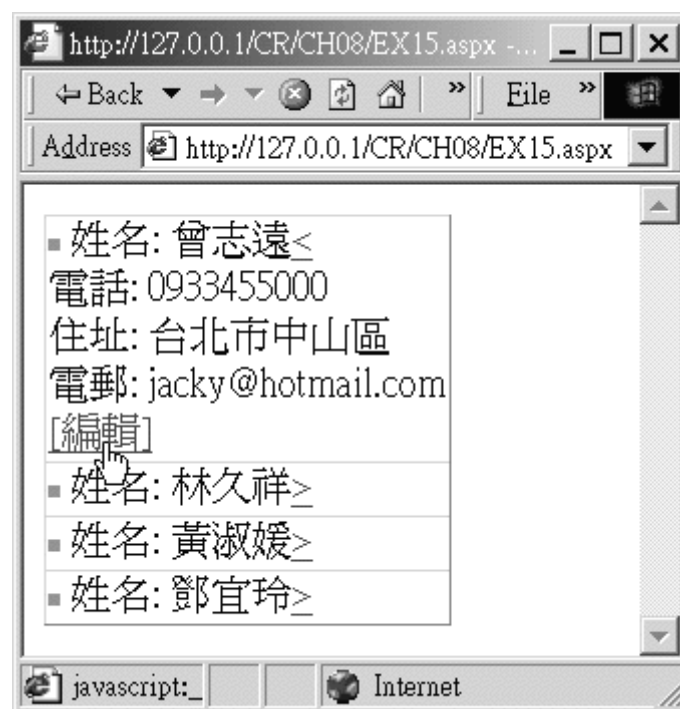 http://127.0.0.1/CR/CH08/EX15.aspx -...
Back » File »
Address http://127.0.0.1/CR/CH08/EX15.aspx
姓名: 曾志遠<
電話: 0933455000
住址: 台北市中山區
電郵: jacky@hotmail.com
[編輯]
姓名: 林久祥>
姓名: 黃淑媛>
姓名: 鄧宜玲>
javascript:_ Internet